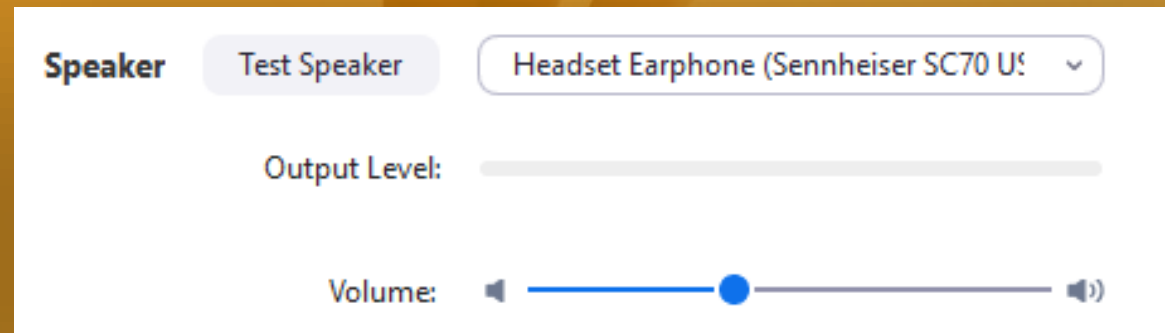 Speaker Test Speaker Headset Earphone (Sennheiser SC70
Output Level:
Volume: